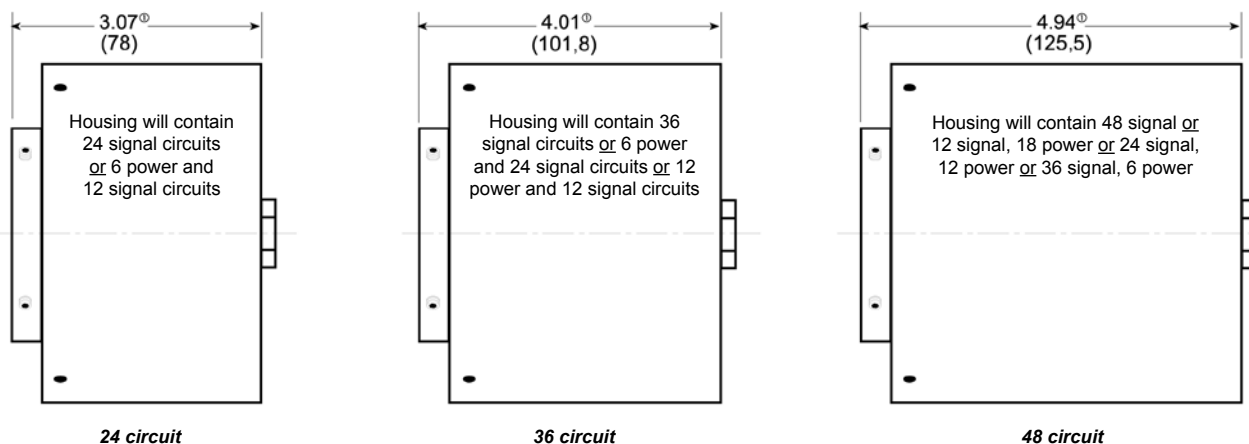 3.07①
(78)
Housing will contain
24 signal circuits
or 6 power and
12 signal circuits
24 circuit
4.01①
(101,8)
Housing will contain 36
signal circuits or 6 power
and 24 signal circuits or 12
power and 12 signal circuits
36 circuit
4.94①
(125,5)
Housing will contain 48 signal or
12 signal, 18 power or 24 signal,
12 power or 36 signal, 6 power
48 circuit